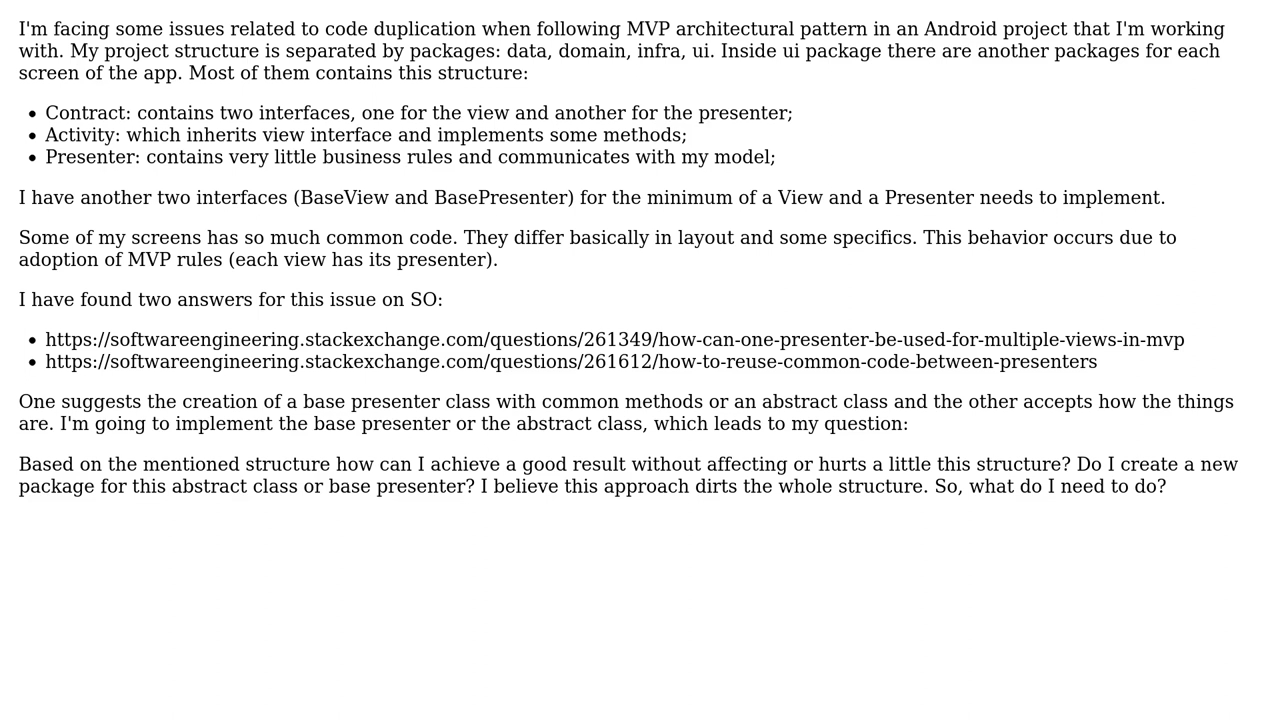 I'm facing some issues related to code duplication when following MVP architectural pattern in an Android project that I'm working
with. My project structure is separated by packages: data, domain, infra, ui. Inside ui package there are another packages for each
screen of the app. Most of them contains this structure:
• Contract: contains two interfaces, one for the view and another for the presenter;
• Activity: which inherits view interface and implements some methods;
• Presenter: contains very little business rules and communicates with my model;
I have another two interfaces (BaseView and BasePresenter) for the minimum of a View and a Presenter needs to implement.
Some of my screens has so much common code. They differ basically in layout and some specifics. This behavior occurs due to
adoption of MVP rules (each view has its presenter).
I have found two answers for this issue on SO:
• https://softwareengineering.stackexchange.com/questions/261349/how-can-one-presenter-be-used-for-multiple-views-in-mvp
• https://softwareengineering.stackexchange.com/questions/261612/how-to-reuse-common-code-between-presenters
One suggests the creation of a base presenter class with common methods or an abstract class and the other accepts how the things
are. I'm going to implement the base presenter or the abstract class, which leads to my question:
Based on the mentioned structure how can I achieve a good result without affecting or hurts a little this structure? Do I create a new
package for this abstract class or base presenter? I believe this approach dirts the whole structure. So, what do I need to do?